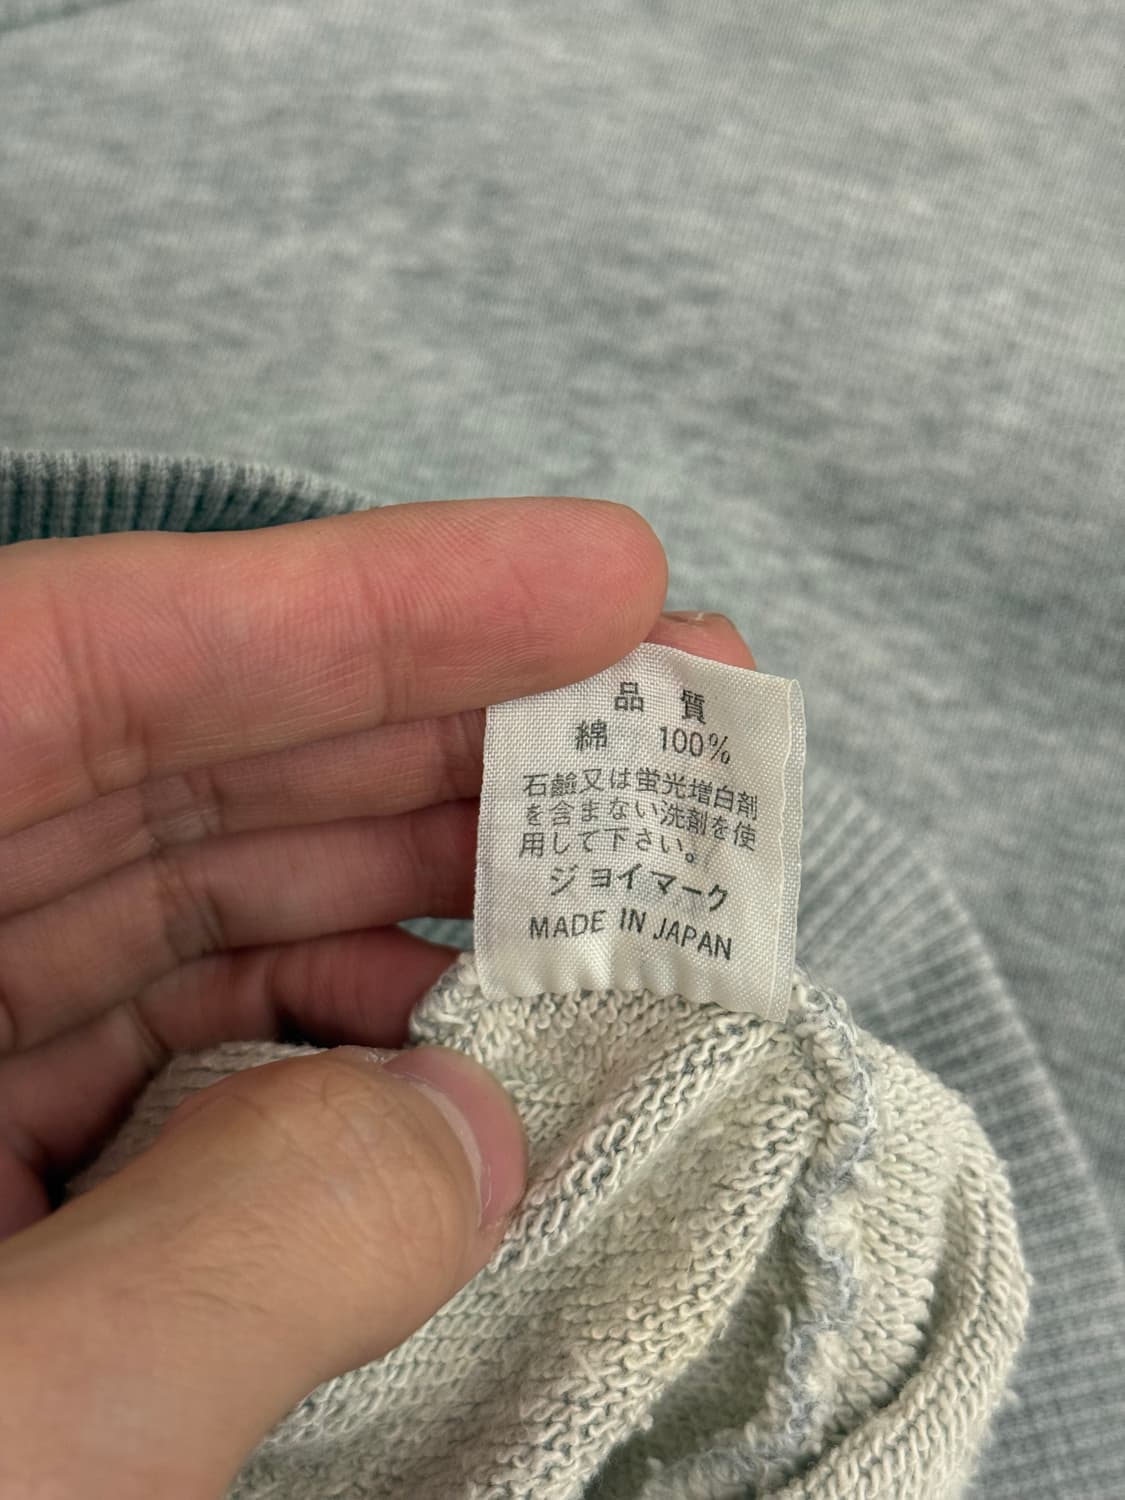 品 質
綿 100%
石鹼又は蛍光増白剤
を含まない洗剤を使
用して下さい。
ジョイマーク
MADE IN JAPAN